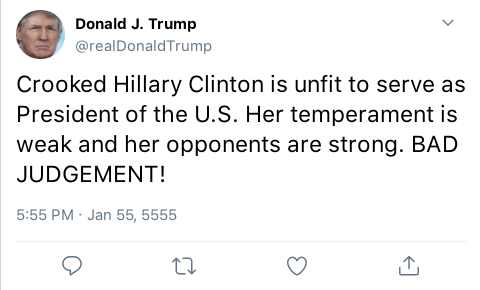 Donald J. Trump
@realDonaldTrump
Crooked Hillary Clinton is unfit to serve as
President of the U.S. Her temperament is
weak and her opponents are strong. BAD
JUDGEMENT!
5:55 PM · Jan 55, 5555